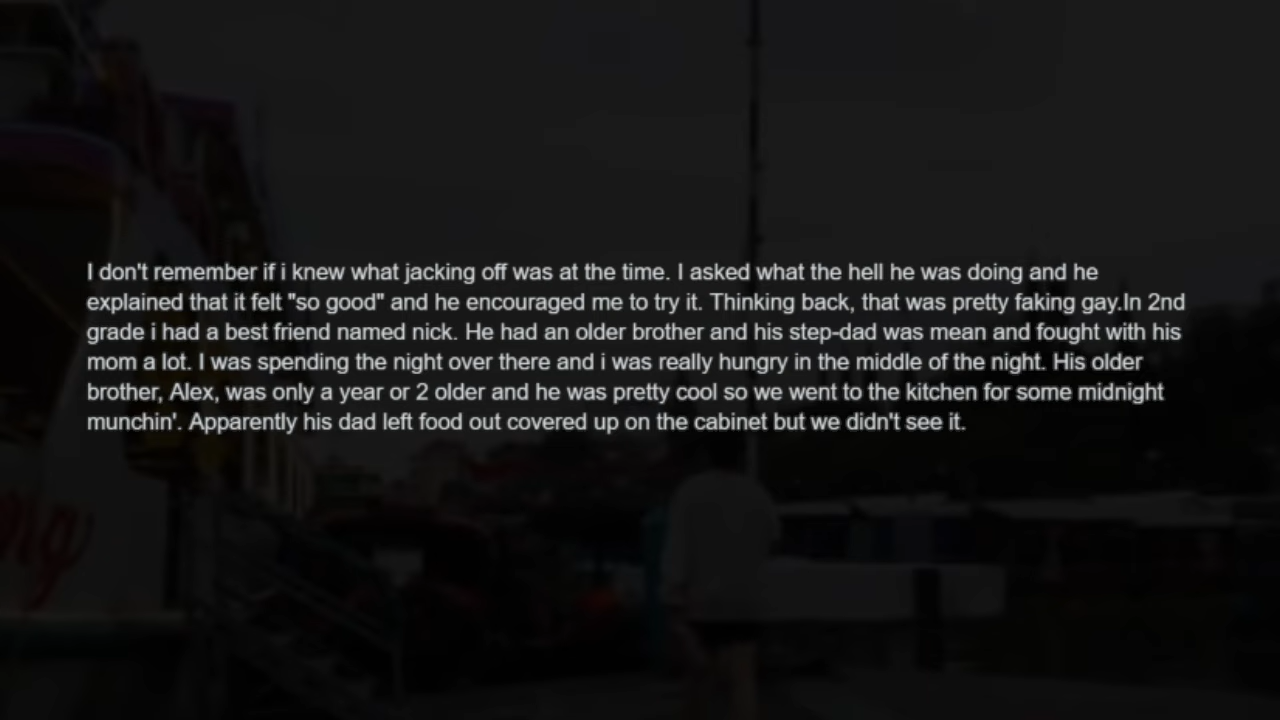 I don't remember if i knew what jacking off was at the time. I asked what the hell he was doing and he
explained that it felt "so good" and he encouraged me to try it. Thinking back, that was pretty faking gay.In 2nd
grade i had a best friend named nick. He had an older brother and his step-dad was mean and fought with his
mom a lot. I was spending the night over there and i was really hungry in the middle of the night. His older
brother, Alex, was only a year or 2 older and he was pretty cool so we went to the kitchen for some midnight
munchin'. Apparently his dad left food out covered up on the cabinet but we didn't see it.